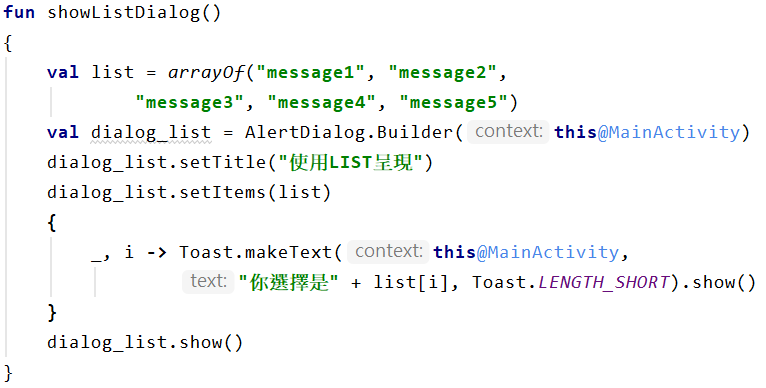 fun showListDialog()
{
    val list = arrayOf("message1", "message2",
            "message3", "message4", "message5")
    val dialog_list = AlertDialog.Builder( context: this@MainActivity)
    dialog_list.setTitle("使用LIST呈現")
    dialog_list.setItems(list)
    {
        _, i -> Toast.makeText( context: this@MainActivity,
                text: "你選擇是" + list[i], Toast.LENGTH_SHORT).show()
    }
    dialog_list.show()
}